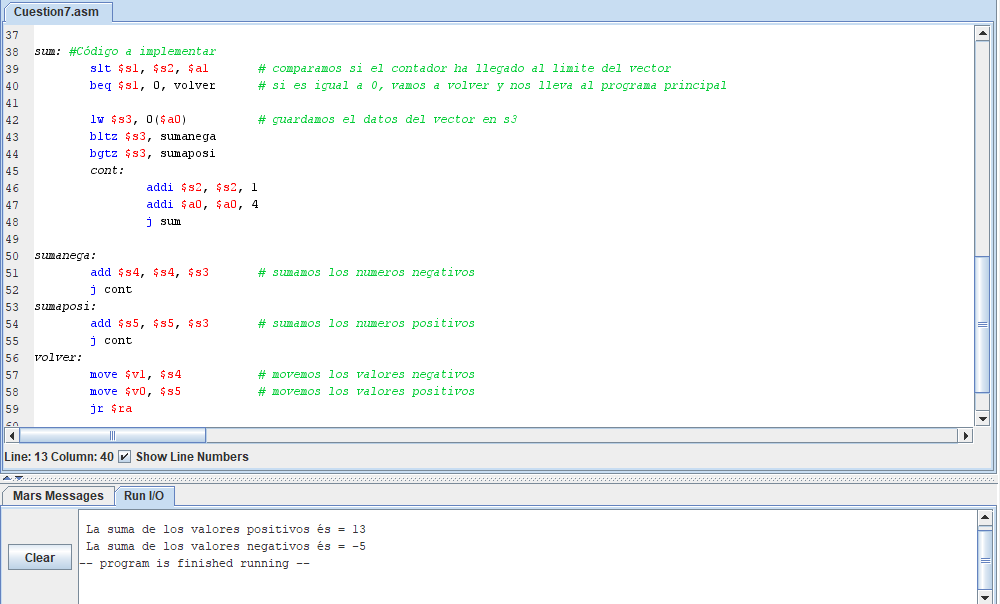 Cuestion7.asm
37
38 sum: #Código a implementar
39 slt $s1, $s2, $a1 # comparamos si el contador ha llegado al limite del vector
40 beq $s1, 0, volver # si es igual a 0, vamos a volver y nos lleva al programa principal
41
42 lw $s3, 0($a0) # guardamos el datos del vector en s3
43 bltz $s3, sumanega
44 bgtz $s3, sumaposi
45 cont:
46 addi $s2, $s2, 1
47 addi $a0, $a0, 4
48 j sum
49
50 sumanega:
51 add $s4, $s4, $s3 # sumamos los numeros negativos
52 j cont
53 sumaposi:
54 add $s5, $s5, $s3 # sumamos los numeros positivos
55 j cont
56 volver:
57 move $v1, $s4 # movemos los valores negativos
58 move $v0, $s5 # movemos los valores positivos
59 jr $ra
Line: 13 Column: 40 Show Line Numbers
Mars Messages Run I/O
La suma de los valores positivos és = 13
La suma de los valores negativos és = -5
-- program is finished running --
Clear